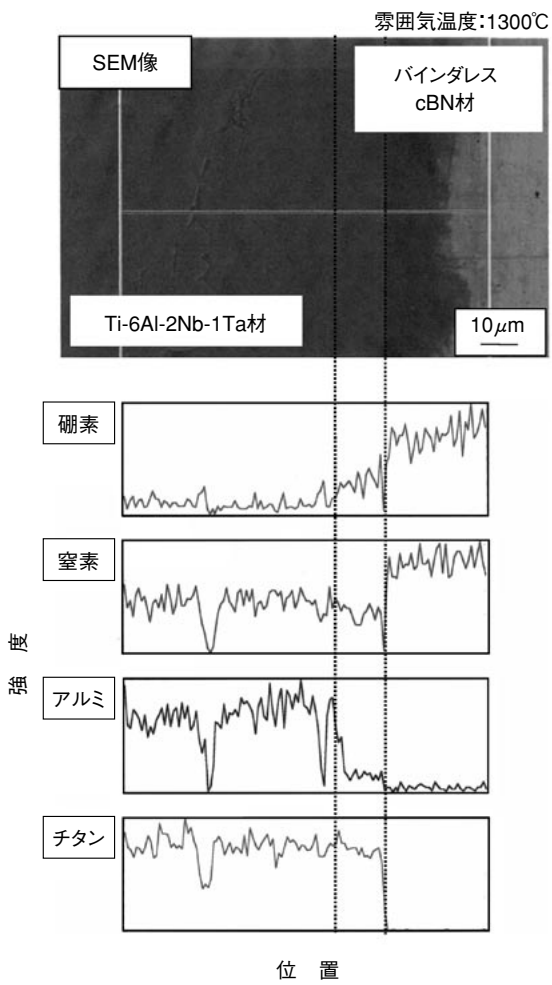 雰囲気温度：1300℃
SEM像
バインダレス
cBN材
Ti-6Al-2Nb-1Ta材
10μm
硼素
窒素
強　度
アルミ
チタン
位　置